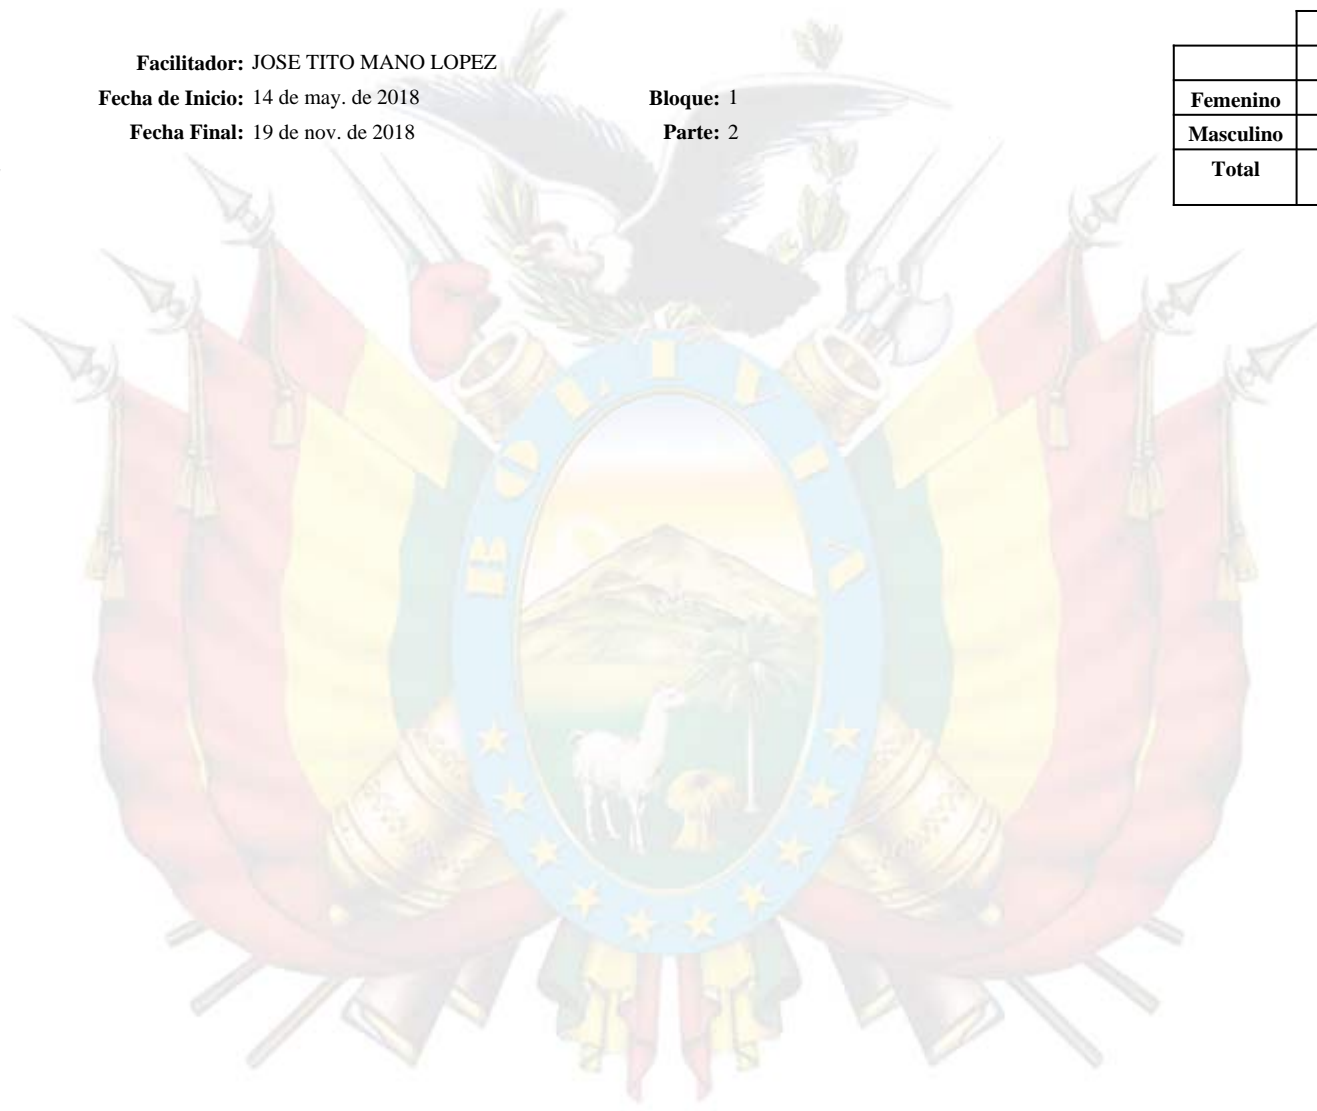 Facilitador: JOSE TITO MANO LOPEZ
Fecha de Inicio: 14 de may. de 2018 Bloque: 1
Fecha Final: 19 de nov. de 2018 Parte: 2
Femenino
Masculino
Total
BOLIVIA